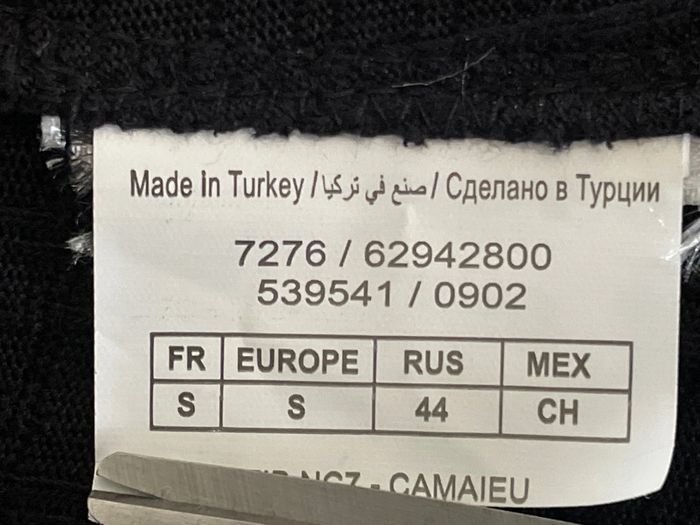 Made in Turkey / صنع في تركيا / Сделано в Турции
7276 / 62942800
539541 / 0902
FR EUROPE RUS MEX
S S 44 CH
- CAMAIEU